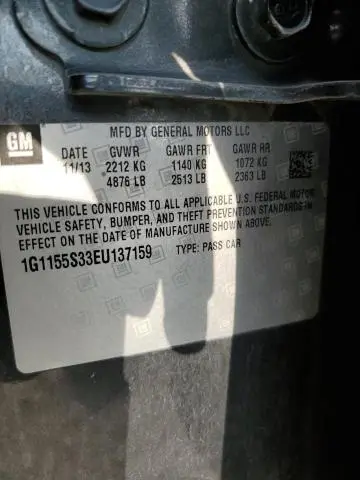 GM
MFD BY GENERAL MOTORS LLC
DATE GVWR GAWR FRT GAWR RR
11/13 2212 KG 1140 KG 1072 KG
4876 LB 2513 LB 2363 LB
THIS VEHICLE CONFORMS TO ALL APPLICABLE U.S. FEDERAL MOTOR
VEHICLE SAFETY, BUMPER, AND THEFT PREVENTION STANDARDS IN
EFFECT ON THE DATE OF MANUFACTURE SHOWN ABOVE.
1G1155S33EU137159 TYPE: PASS CAR